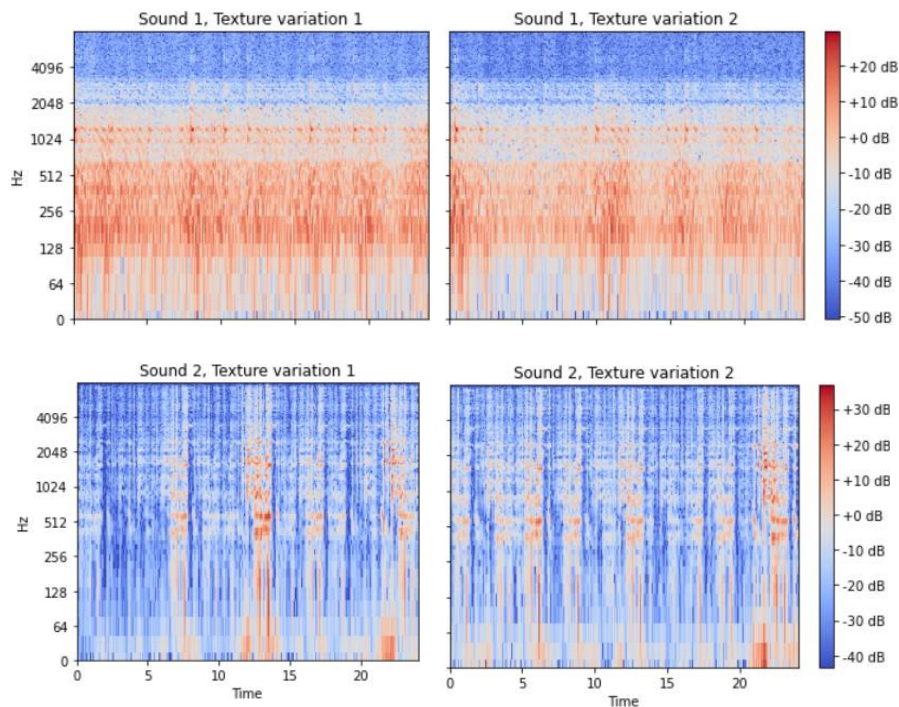 Sound 1, Texture variation 1
Sound 1, Texture variation 2
4096
2048
1024
512
256
128
64
0
Hz
+20 dB
+10 dB
+0 dB
-10 dB
-20 dB
-30 dB
-40 dB
-50 dB
Sound 2, Texture variation 1
Sound 2, Texture variation 2
4096
2048
1024
512
256
128
64
0
Hz
0 5 10 15 20
Time
0 5 10 15 20
Time
+30 dB
+20 dB
+10 dB
+0 dB
-10 dB
-20 dB
-30 dB
-40 dB